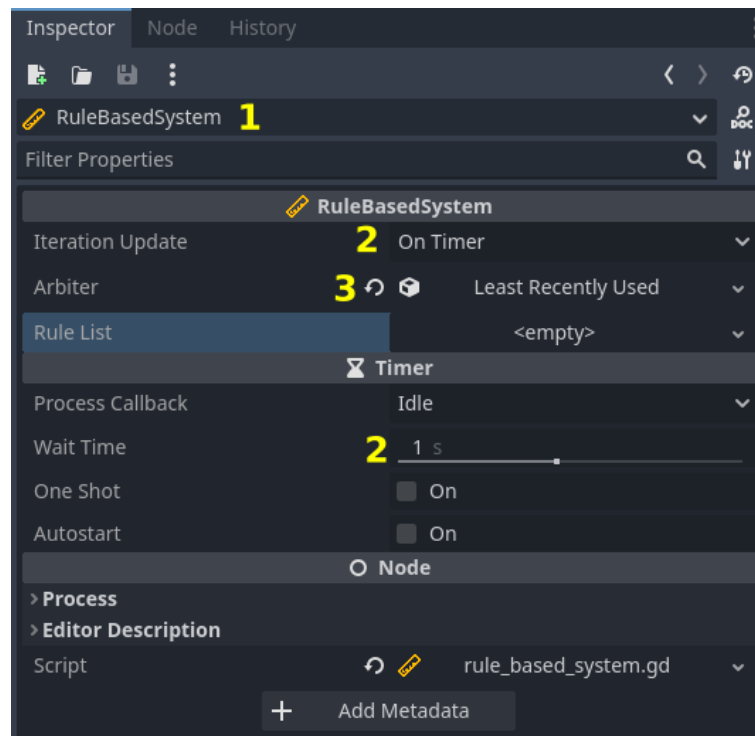 Inspector Node History
RuleBasedSystem 1
DOC
Filter Properties
RuleBasedSystem
Iteration Update 2 On Timer
Arbiter 3 Least Recently Used
Rule List <empty>
Timer
Process Callback Idle
Wait Time 2 1 s
One Shot On
Autostart On
Node
Process
Editor Description
Script rule_based_system.gd
Add Metadata